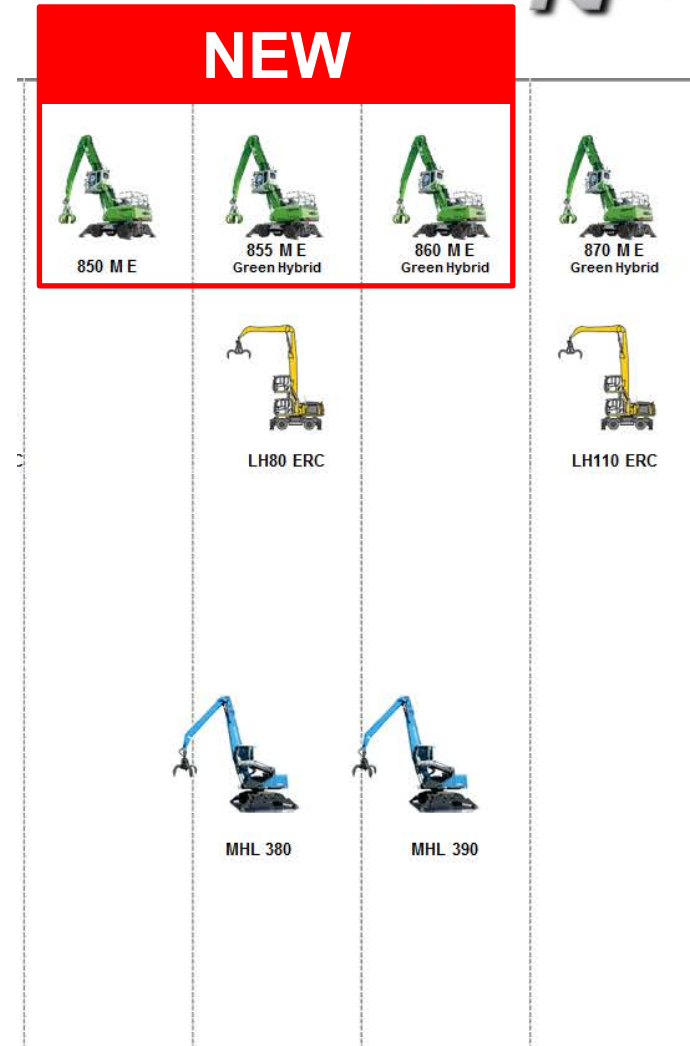 NEW
850 M E
855 M E
Green Hybrid
860 M E
Green Hybrid
870 M E
Green Hybrid
LH80 ERC
LH110 ERC
MHL 380
MHL 390